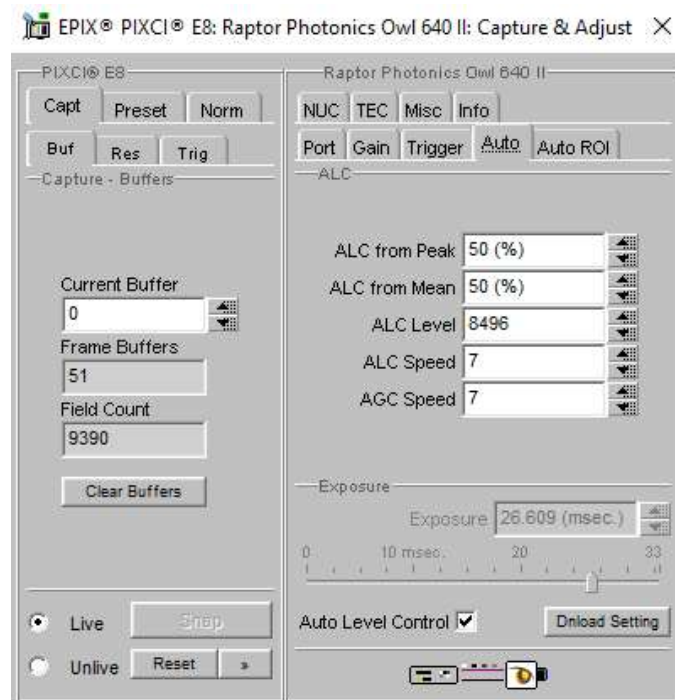 EPIX® PIXCI® E8: Raptor Photonics Owl 640 II: Capture & Adjust
PIXCI® E8
Capt Preset Norm
Buf Res Trig
Capture - Buffers
Current Buffer
0
Frame Buffers
51
Field Count
9390
Clear Buffers
Live Snap
Unlive Reset »
Raptor Photonics Owl 640 II
NUC TEC Misc Info
Port Gain Trigger Auto Auto ROI
ALC
ALC from Peak 50 (%)
ALC from Mean 50 (%)
ALC Level 8496
ALC Speed 7
AGC Speed 7
Exposure
Exposure 26.609 (msec.)
0 10 msec. 20 33
Auto Level Control Dnload Setting